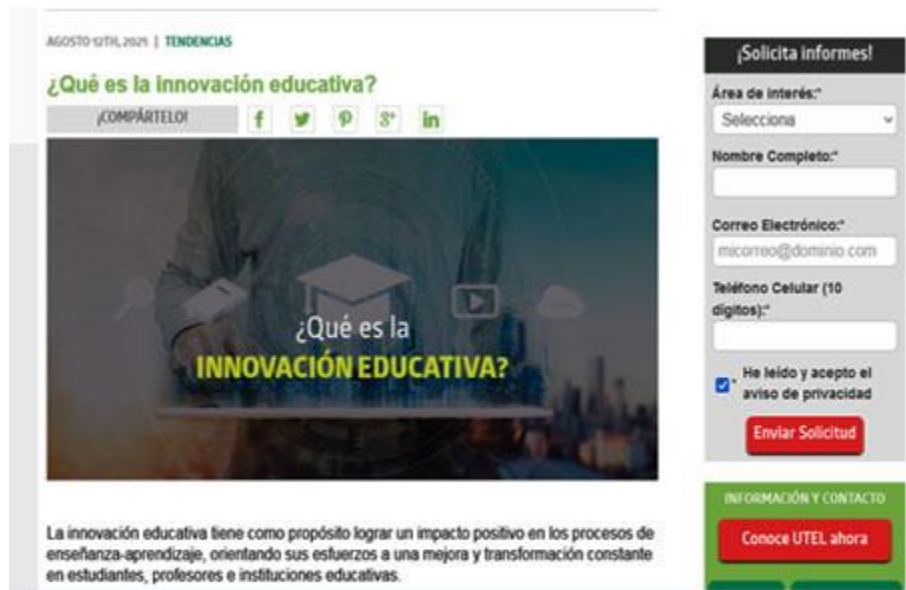 AGOSTO 12TH, 2021 | TENDENCIAS
¿Qué es la innovación educativa?
¡COMPÁRTELO!
¿Qué es la
INNOVACIÓN EDUCATIVA?
La innovación educativa tiene como propósito lograr un impacto positivo en los procesos de
enseñanza-aprendizaje, orientando sus esfuerzos a una mejora y transformación constante
en estudiantes, profesores e instituciones educativas.
¡Solicita informes!
Área de interés:*
Selecciona
Nombre Completo:*
Correo Electrónico:*
micorreo@dominio.com
Teléfono Celular (10
dígitos):*
* He leído y acepto el
aviso de privacidad
Enviar Solicitud
INFORMACIÓN Y CONTACTO
Conoce UTEL ahora